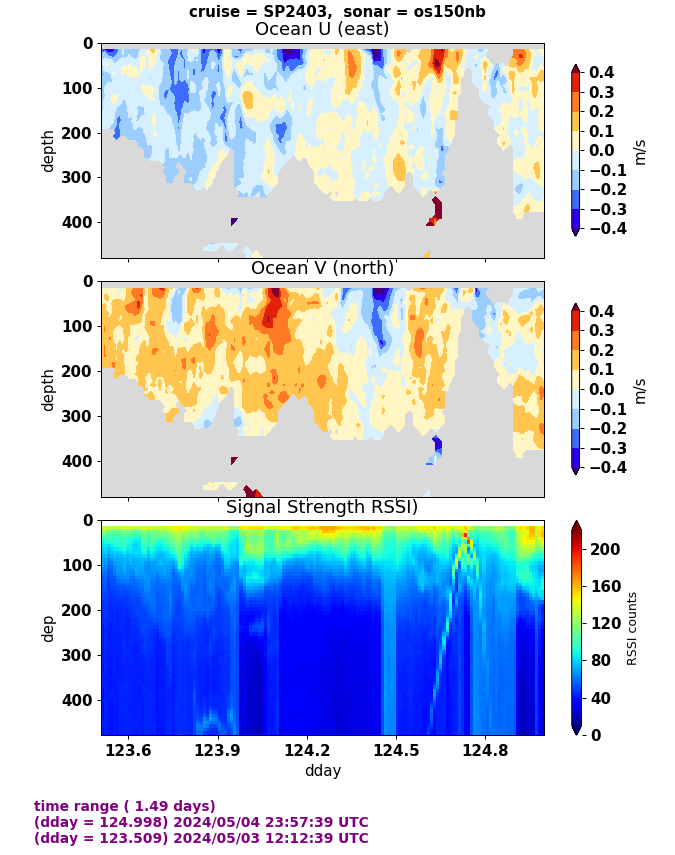 cruise = SP2403,  sonar = os150nb
Ocean U (east)
0
100
200
300
400
depth
0.4
0.3
0.2
0.1
0.0
−0.1
−0.2
−0.3
−0.4
m/s
Ocean V (north)
0
100
200
300
400
depth
0.4
0.3
0.2
0.1
0.0
−0.1
−0.2
−0.3
−0.4
m/s
Signal Strength RSSI)
0
100
200
300
400
dep
200
160
120
80
40
0
RSSI counts
123.6 123.9 124.2 124.5 124.8
dday
time range ( 1.49 days)
(dday = 124.998) 2024/05/04 23:57:39 UTC
(dday = 123.509) 2024/05/03 12:12:39 UTC